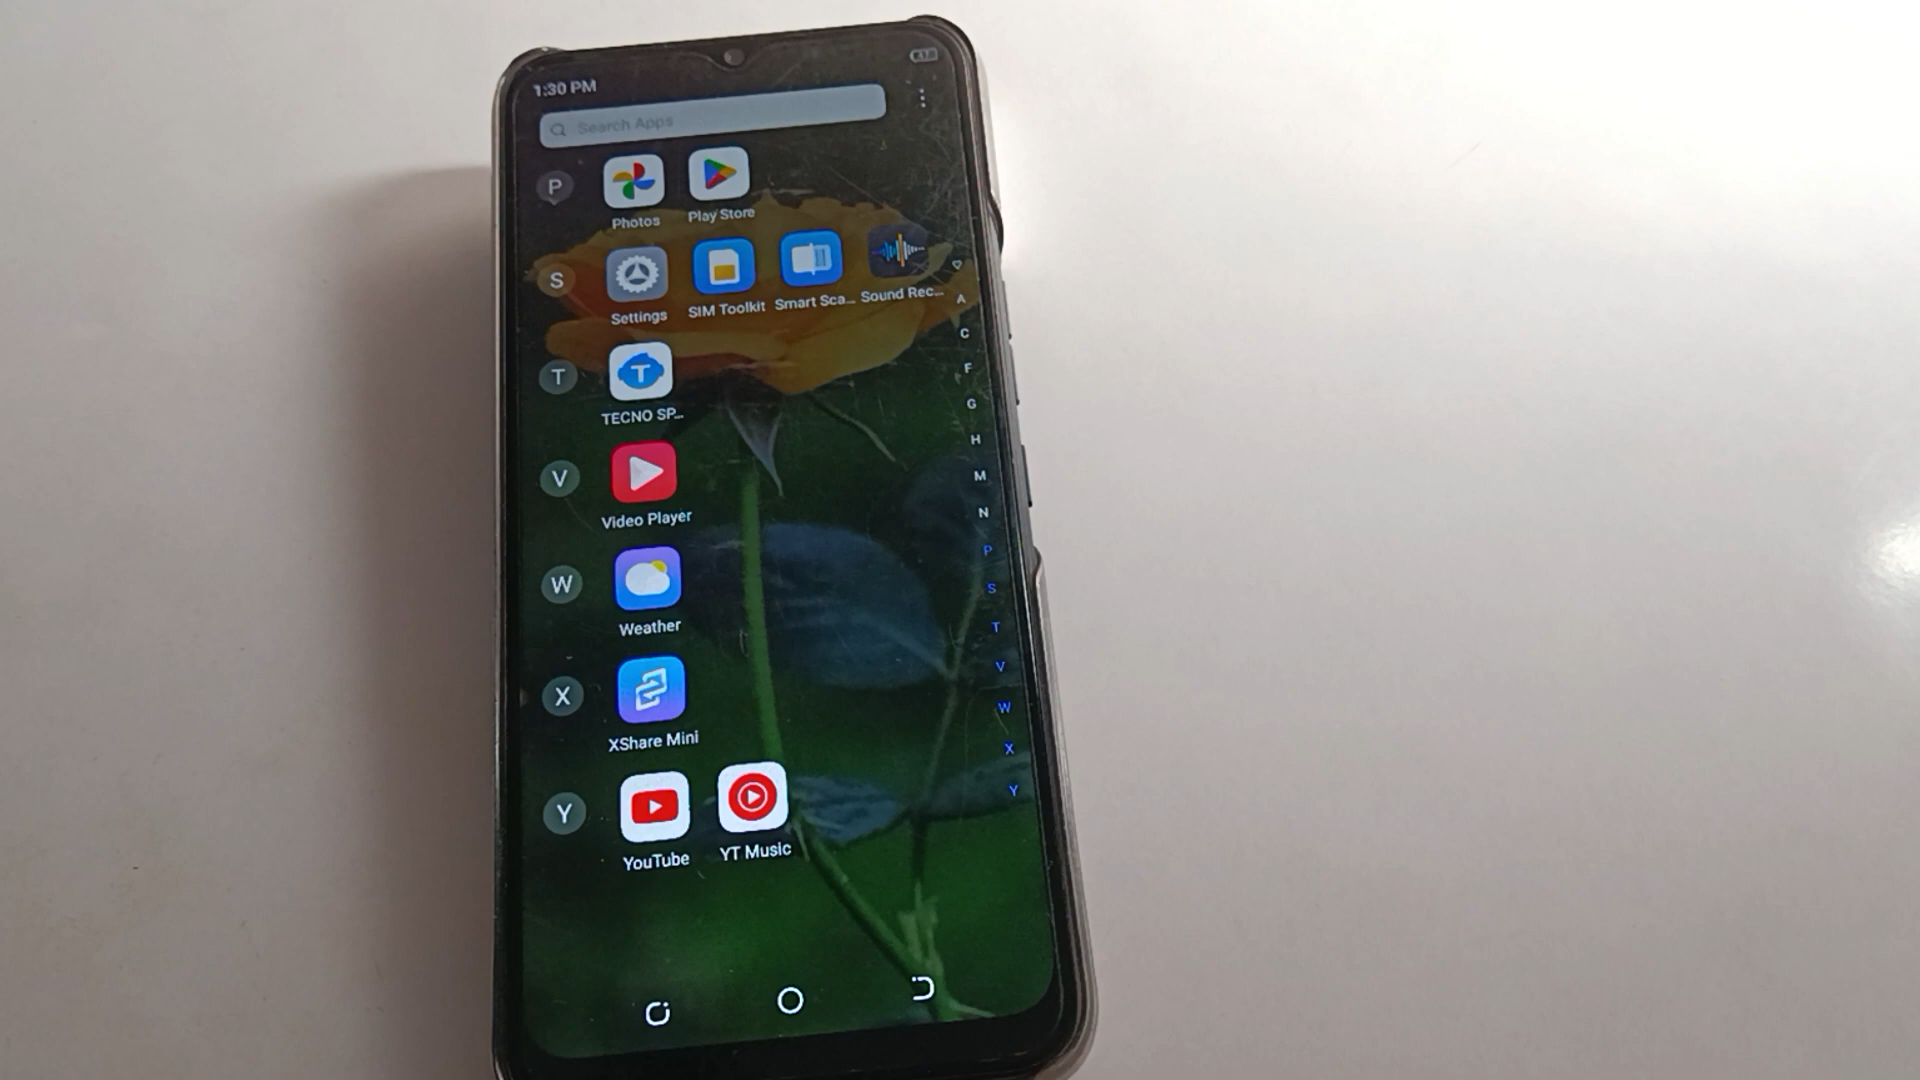 1:30 PM
Search Apps
P
Photos
Play Store
S
Settings
SIM Toolkit
Smart Sca...
Sound Rec...
T
TECNO SP...
V
Video Player
W
Weather
X
XShare Mini
Y
YouTube
YT Music
A
C
F
G
H
M
N
P
S
T
V
W
X
Y